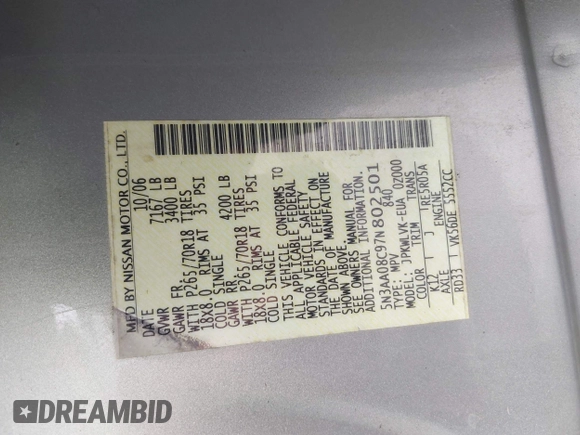 MFD BY NISSAN MOTOR CO., LTD.
DATE 10/06
GVWR 7167 LB
GAWR FR 3400 LB
WITH P265/70R18 TIRES
18X8.0 RIMS AT 35 PSI
COLD SINGLE
GAWR RR 4200 LB
WITH P265/70R18 TIRES
18X8.0 RIMS AT 35 PSI
COLD SINGLE
THIS VEHICLE CONFORMS TO
ALL APPLICABLE FEDERAL
MOTOR VEHICLE SAFETY
STANDARDS IN EFFECT ON
THE DATE OF MANUFACTURE
SHOWN ABOVE.
SEE OWNERS MANUAL FOR
ADDITIONAL INFORMATION.
5N3AA08C97N802501
TYPE: MPV 840
MODEL: JPKWLVK-EUA 02000
COLOR TRIM TRANS
K12 J RE5R05A
AXLE ENGINE
RD33 VK56DE 5552CC
DREAMBID